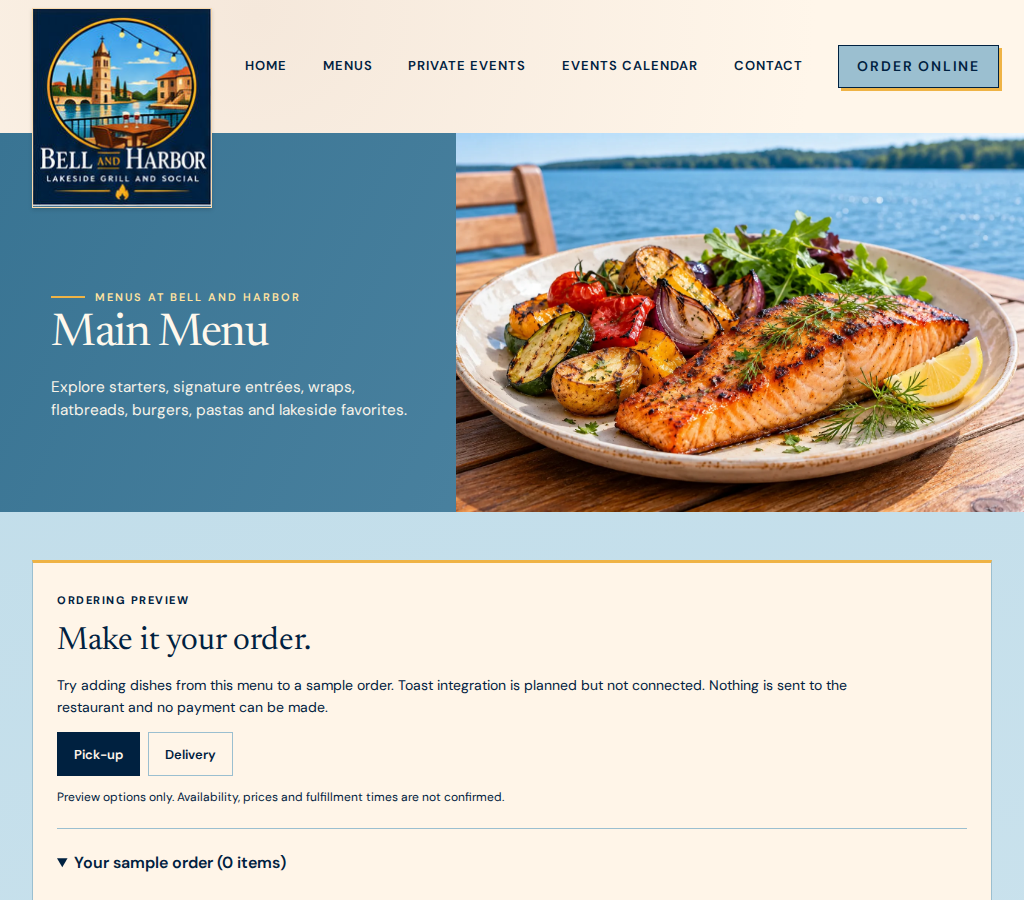 BELL AND HARBOR
LAKESIDE GRILL AND SOCIAL
HOME
MENUS
PRIVATE EVENTS
EVENTS CALENDAR
CONTACT
ORDER ONLINE
MENUS AT BELL AND HARBOR
Main Menu
Explore starters, signature entrées, wraps,
flatbreads, burgers, pastas and lakeside favorites.
ORDERING PREVIEW
Make it your order.
Try adding dishes from this menu to a sample order. Toast integration is planned but not connected. Nothing is sent to the
restaurant and no payment can be made.
Pick-up
Delivery
Preview options only. Availability, prices and fulfillment times are not confirmed.
Your sample order (0 items)